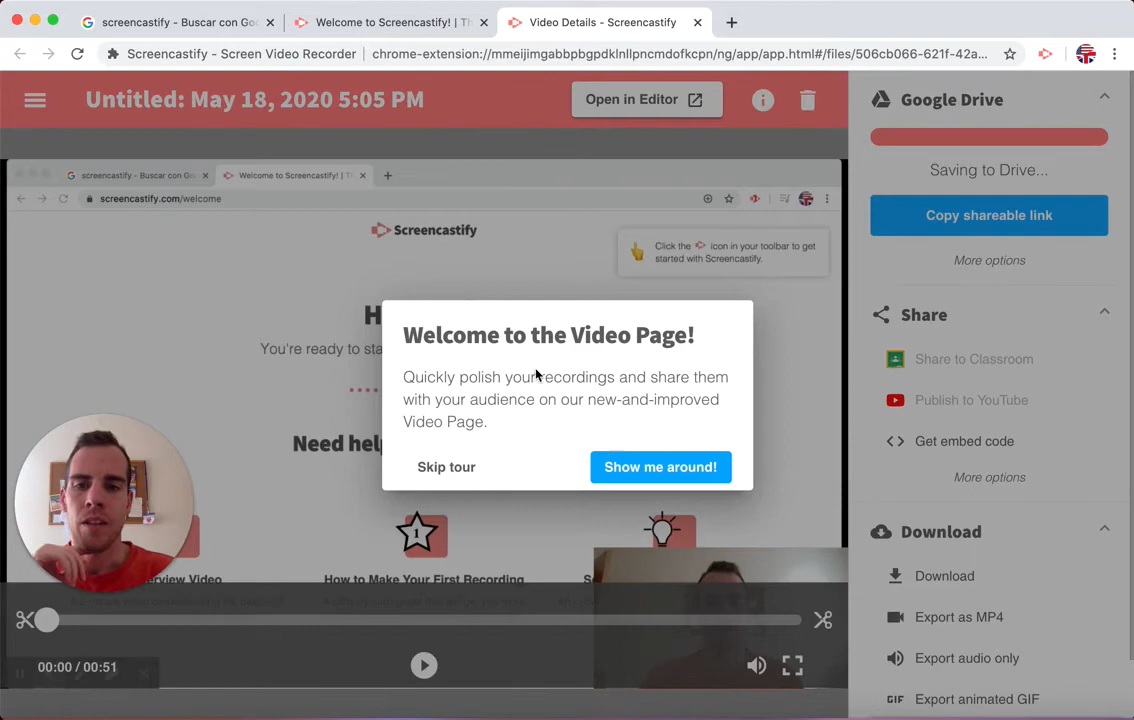 screencastify - Buscar con Go
Welcome to Screencastify! | Th
Video Details - Screencastify
Screencastify - Screen Video Recorder
chrome-extension://mmeijimgabbpbgpdklnllpncmdofkcpn/ng/app/app.html#/files/506cb066-621f-42a...
Untitled: May 18, 2020 5:05 PM
Open in Editor
Google Drive
Saving to Drive...
Copy shareable link
More options
screencastify - Buscar con Go
Welcome to Screencastify! | Th
screencastify.com/welcome
Screencastify
Click the icon in your toolbar to get
started with Screencastify.
H
You're ready to sta
Welcome to the Video Page!
Quickly polish your recordings and share them
with your audience on our new-and-improved
Video Page.
Skip tour
Show me around!
Share
Share to Classroom
Publish to YouTube
Get embed code
More options
Need help
1
erview Video
How to Make Your First Recording
Download
Download
Export as MP4
Export audio only
GIF Export animated GIF
00:00 / 00:51